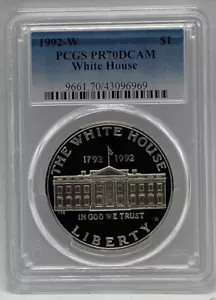 1992-W $1
PCGS PR70DCAM
White House
9661.70/43096969
THE WHITE HOUSE
1792 1992
IN GOD WE TRUST
LIBERTY